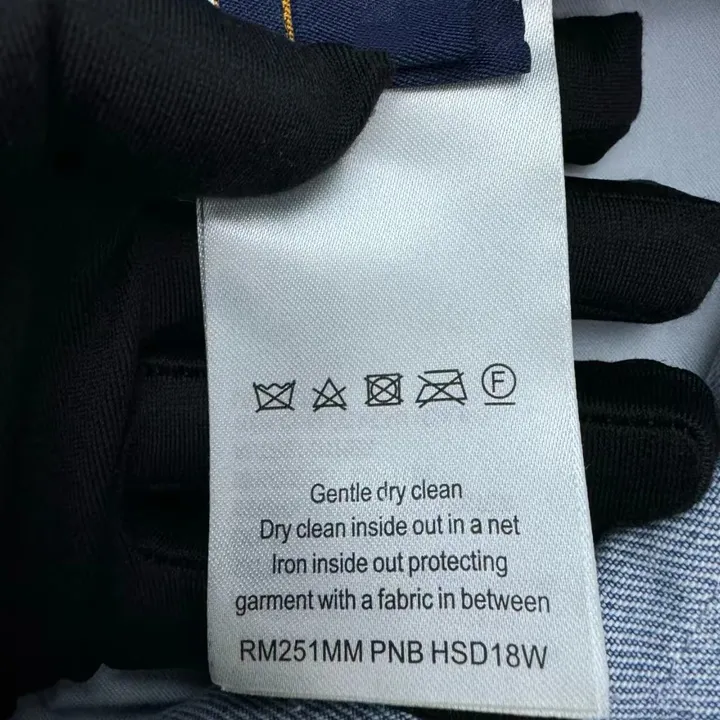 F
Gentle dry clean
Dry clean inside out in a net
Iron inside out protecting
garment with a fabric in between
RM251MM PNB HSD18W